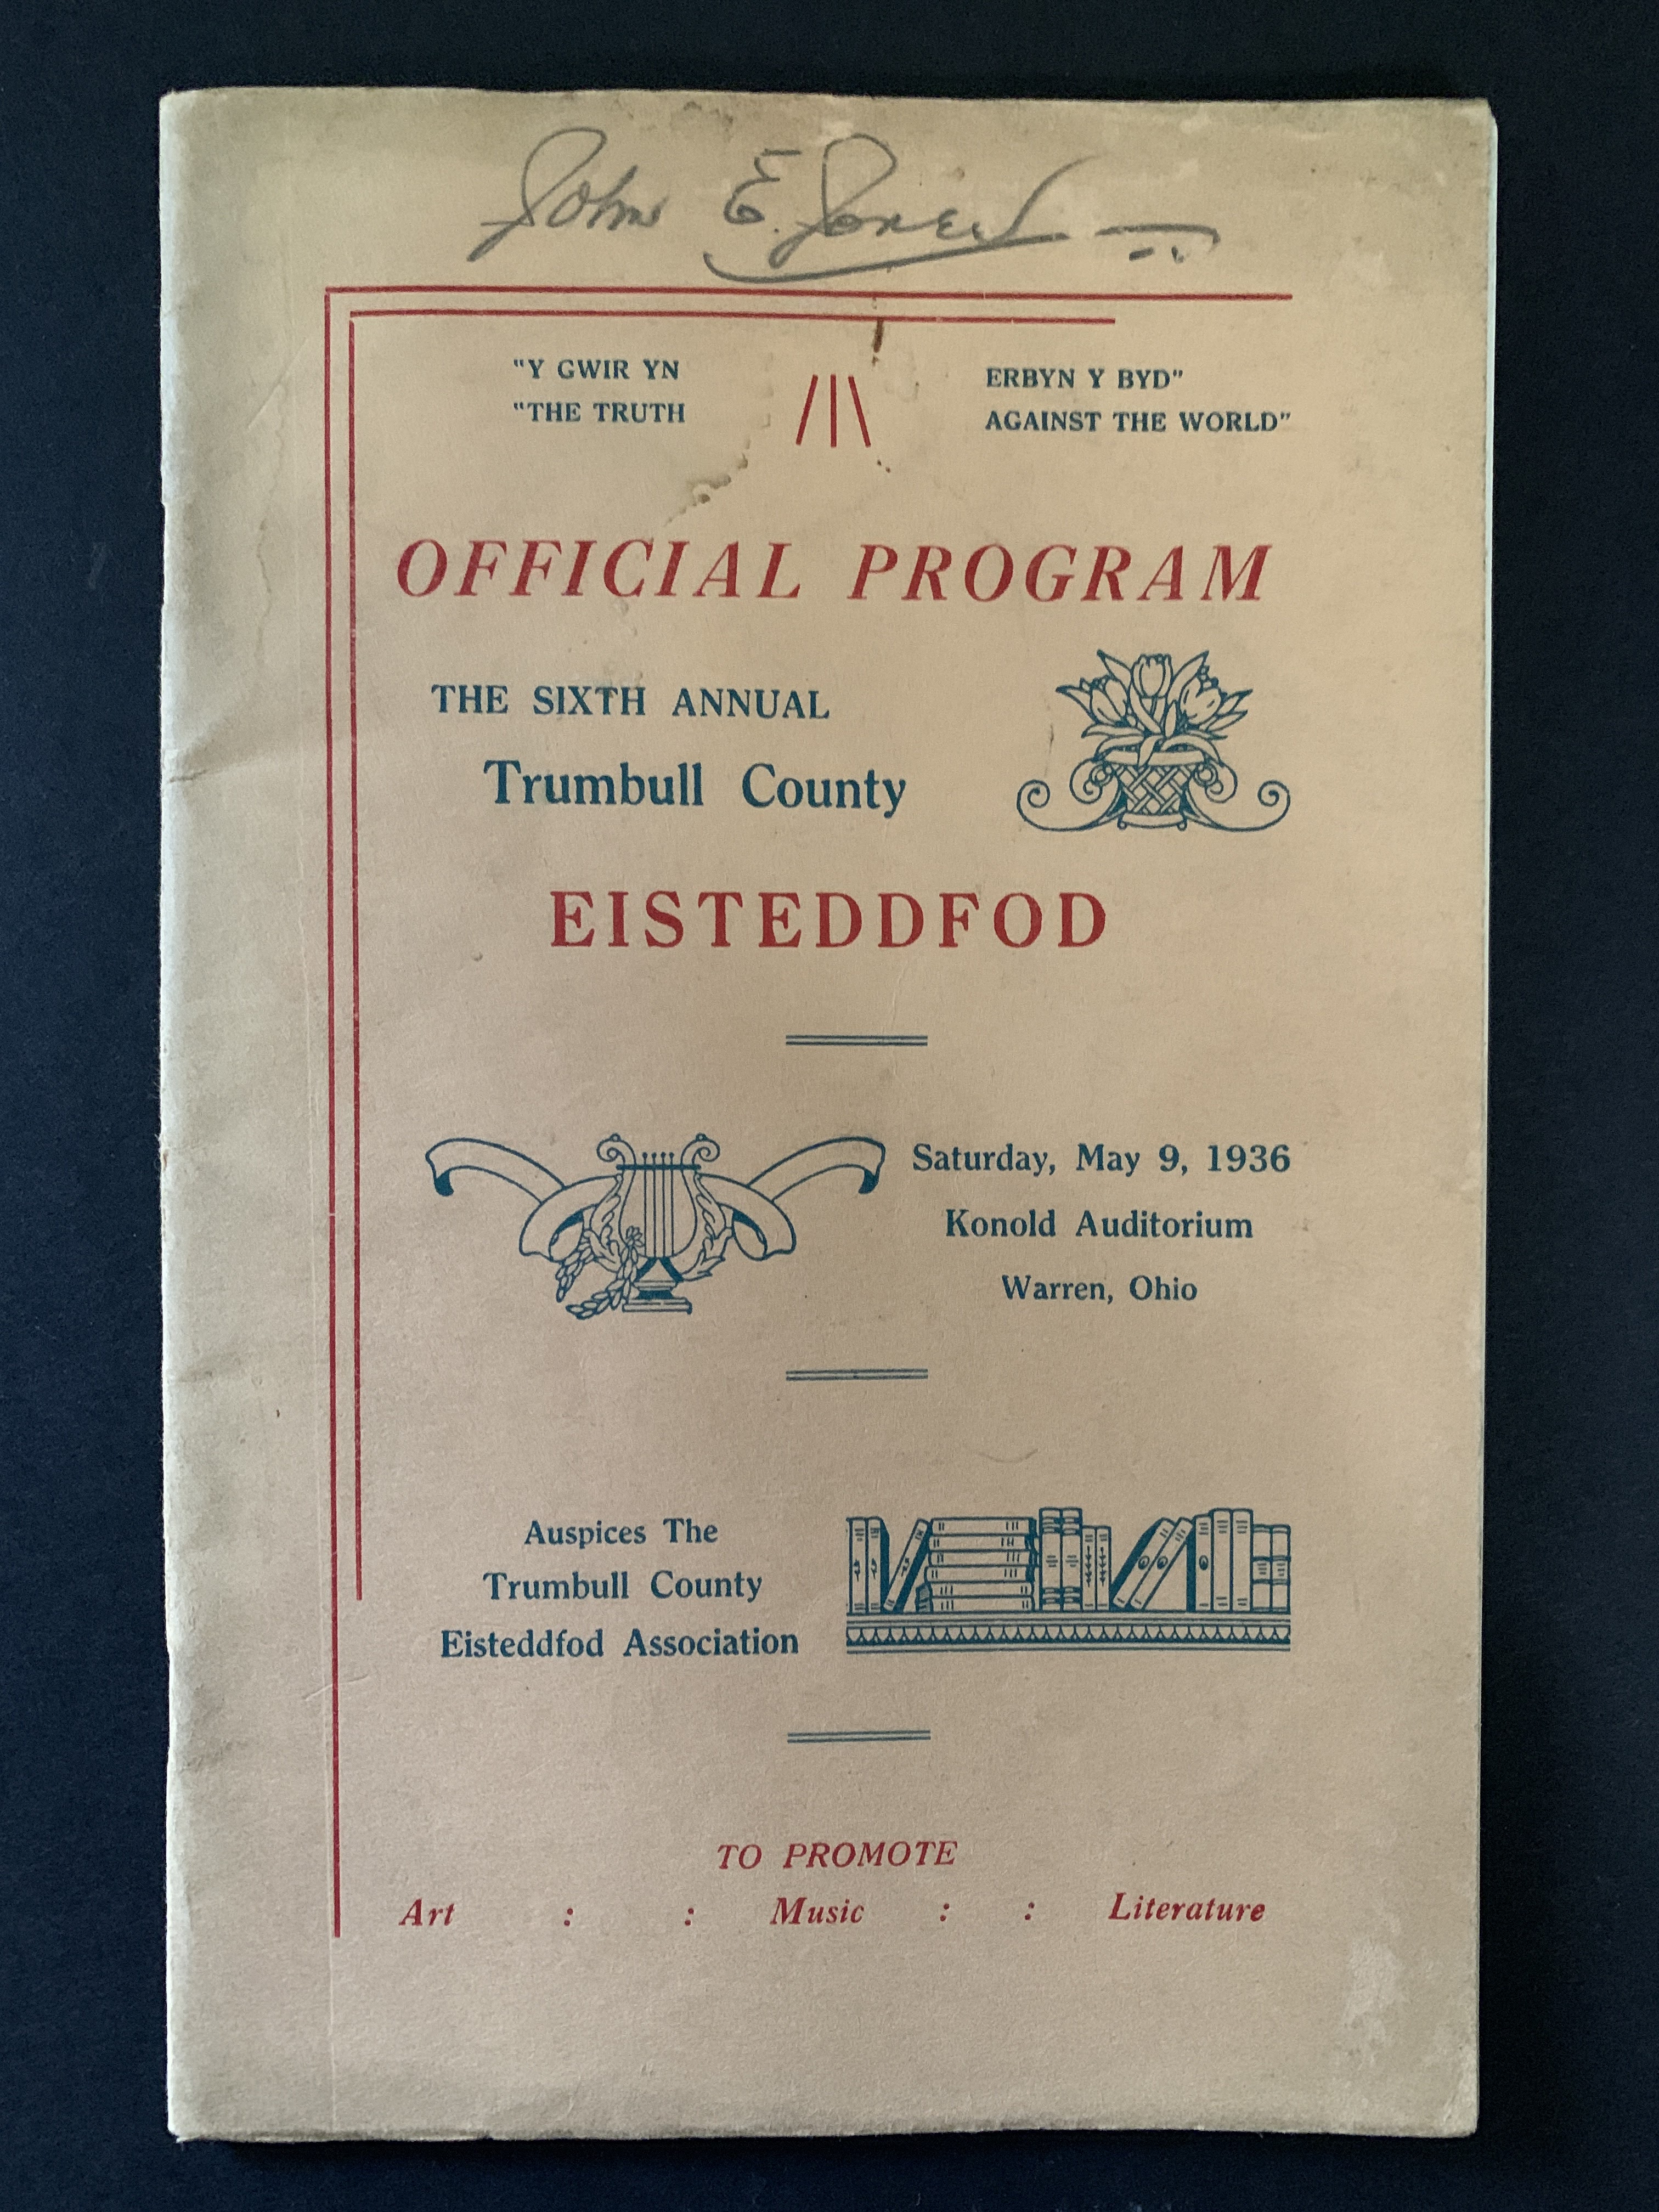 John E. Jones
"Y GWIR YN ERBYN Y BYD"
"THE TRUTH AGAINST THE WORLD"
OFFICIAL PROGRAM
THE SIXTH ANNUAL
Trumbull County
EISTEDDFOD
Saturday, May 9, 1936
Konold Auditorium
Warren, Ohio
Auspices The
Trumbull County
Eisteddfod Association
TO PROMOTE
Art : : Music : : Literature